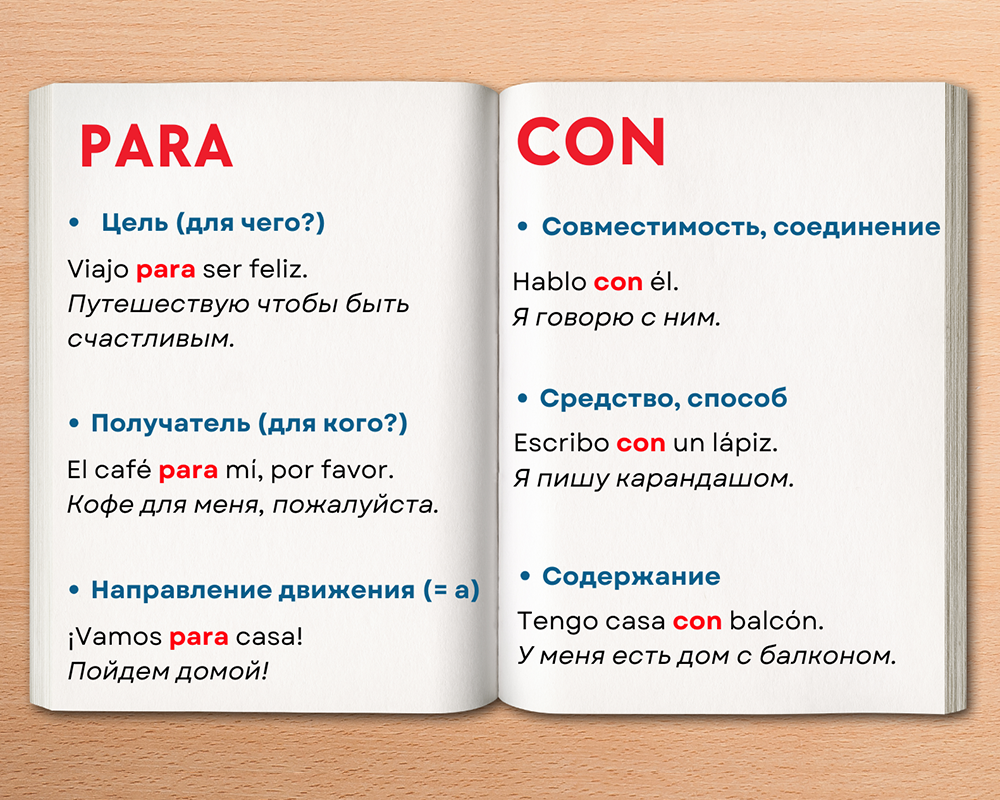 PARA
• Цель (для чего?)
Viajo para ser feliz.
Путешествую чтобы быть
счастливым.
• Получатель (для кого?)
El café para mí, por favor.
Кофе для меня, пожалуйста.
• Направление движения (= a)
¡Vamos para casa!
Пойдем домой!
CON
• Совместимость, соединение
Hablo con él.
Я говорю с ним.
• Средство, способ
Escribo con un lápiz.
Я пишу карандашом.
• Содержание
Tengo casa con balcón.
У меня есть дом с балконом.